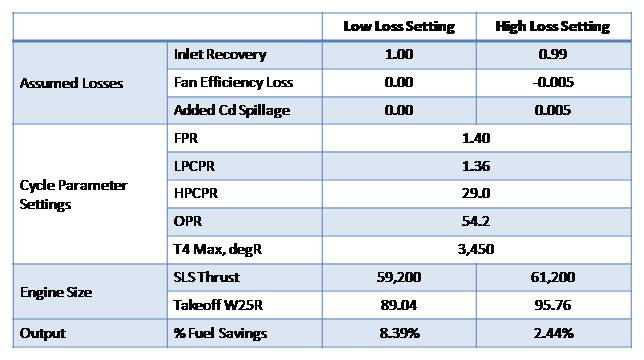 Low Loss Setting High Loss Setting
Assumed Losses Inlet Recovery 1.00 0.99
Fan Efficiency Loss 0.00 -0.005
Added Cd Spillage 0.00 0.005
Cycle Parameter Settings FPR 1.40
LPCPR 1.36
HPCPR 29.0
OPR 54.2
T4 Max, degR 3,450
Engine Size SLS Thrust 59,200 61,200
Takeoff W25R 89.04 95.76
Output % Fuel Savings 8.39% 2.44%